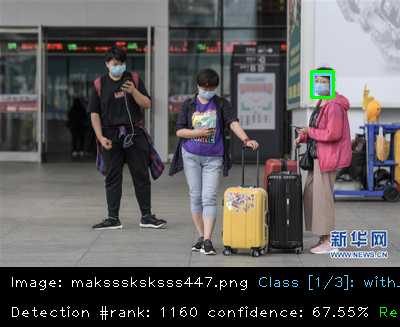 新华网
WWW.NEWS.CN
Image: maksssksksss447.png Class [1/3]: with.
Detection #rank: 1160 confidence: 67.55% Re